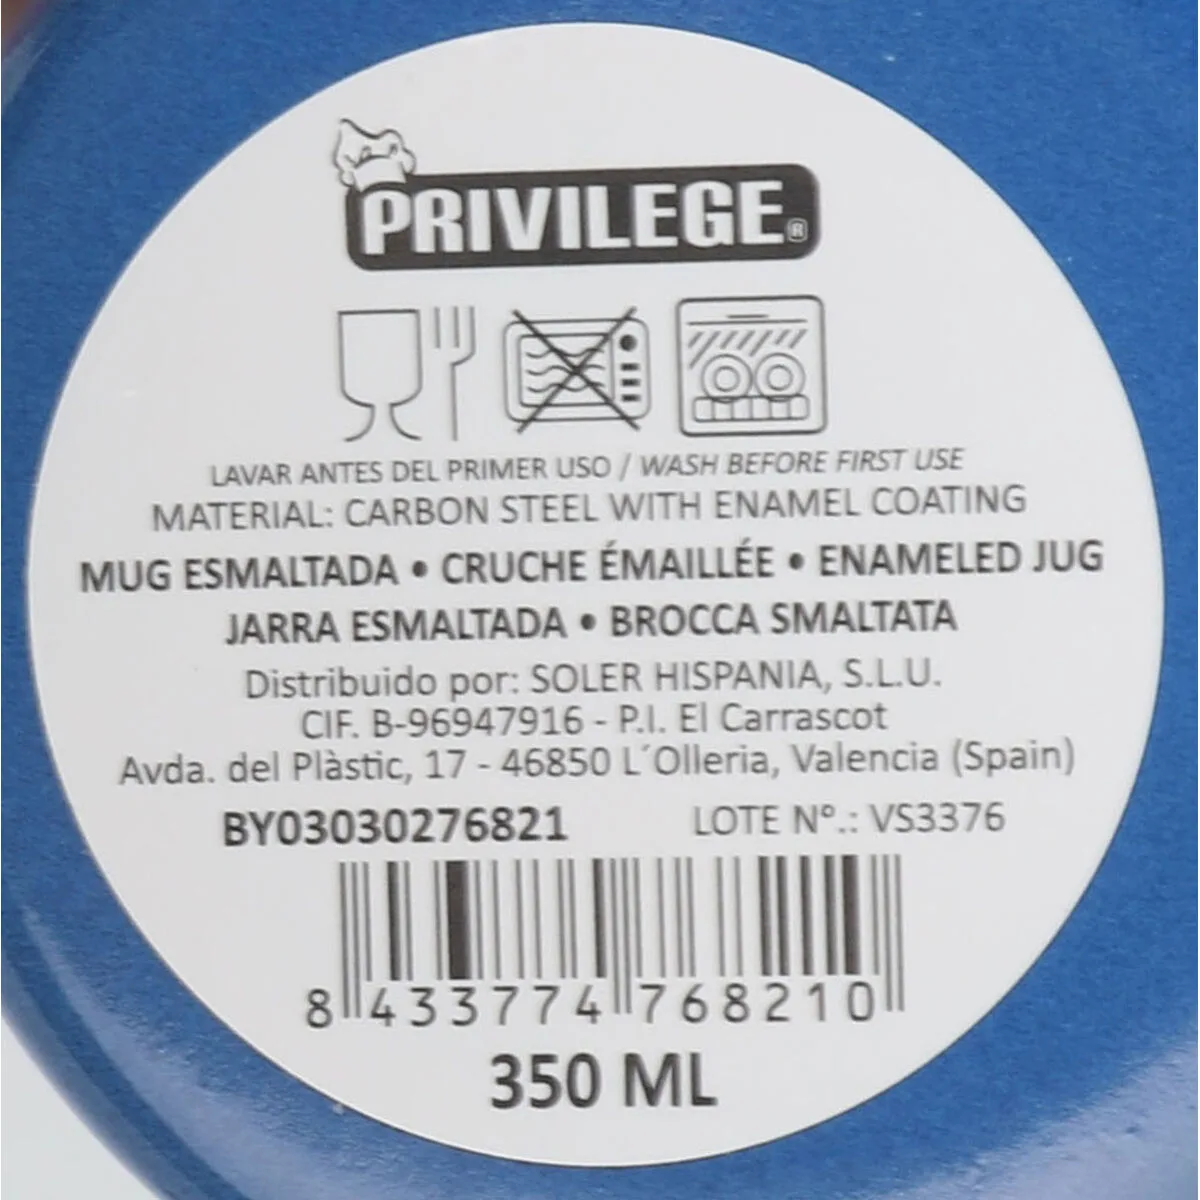 PRIVILEGE®
LAVAR ANTES DEL PRIMER USO / WASH BEFORE FIRST USE
MATERIAL: CARBON STEEL WITH ENAMEL COATING
MUG ESMALTADA • CRUCHE ÉMAILLÉE • ENAMELED JUG
JARRA ESMALTADA • BROCCA SMALTATA
Distribuido por: SOLER HISPANIA, S.L.U.
CIF. B-96947916 - P.I. El Carrascot
Avda. del Plàstic, 17 - 46850 L´Olleria, Valencia (Spain)
BY03030276821 LOTE Nº.: VS3376
8 433774 768210
350 ML